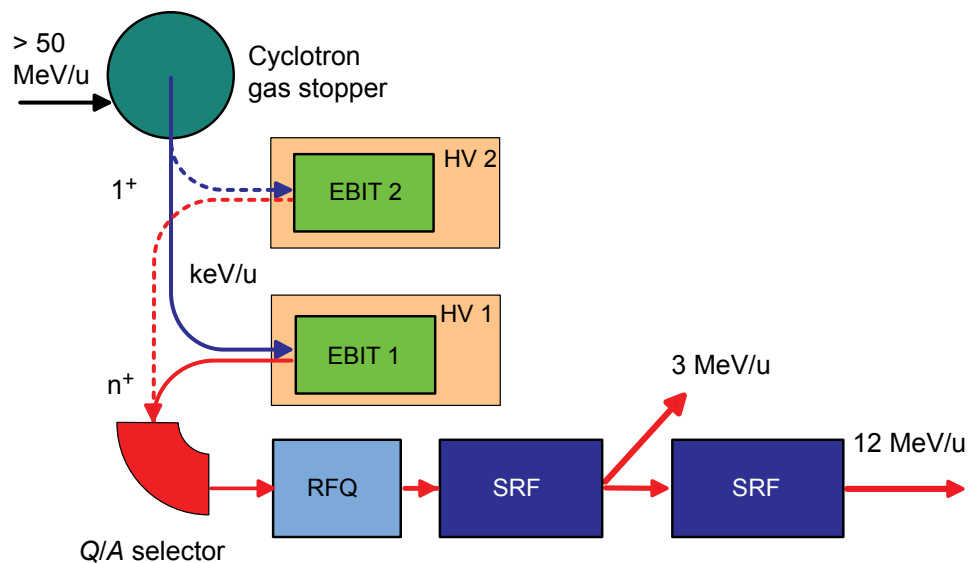 > 50
MeV/u
Cyclotron
gas stopper
HV 2
EBIT 2
1+
keV/u
HV 1
EBIT 1
n+
3 MeV/u
12 MeV/u
RFQ
SRF
SRF
Q/A selector